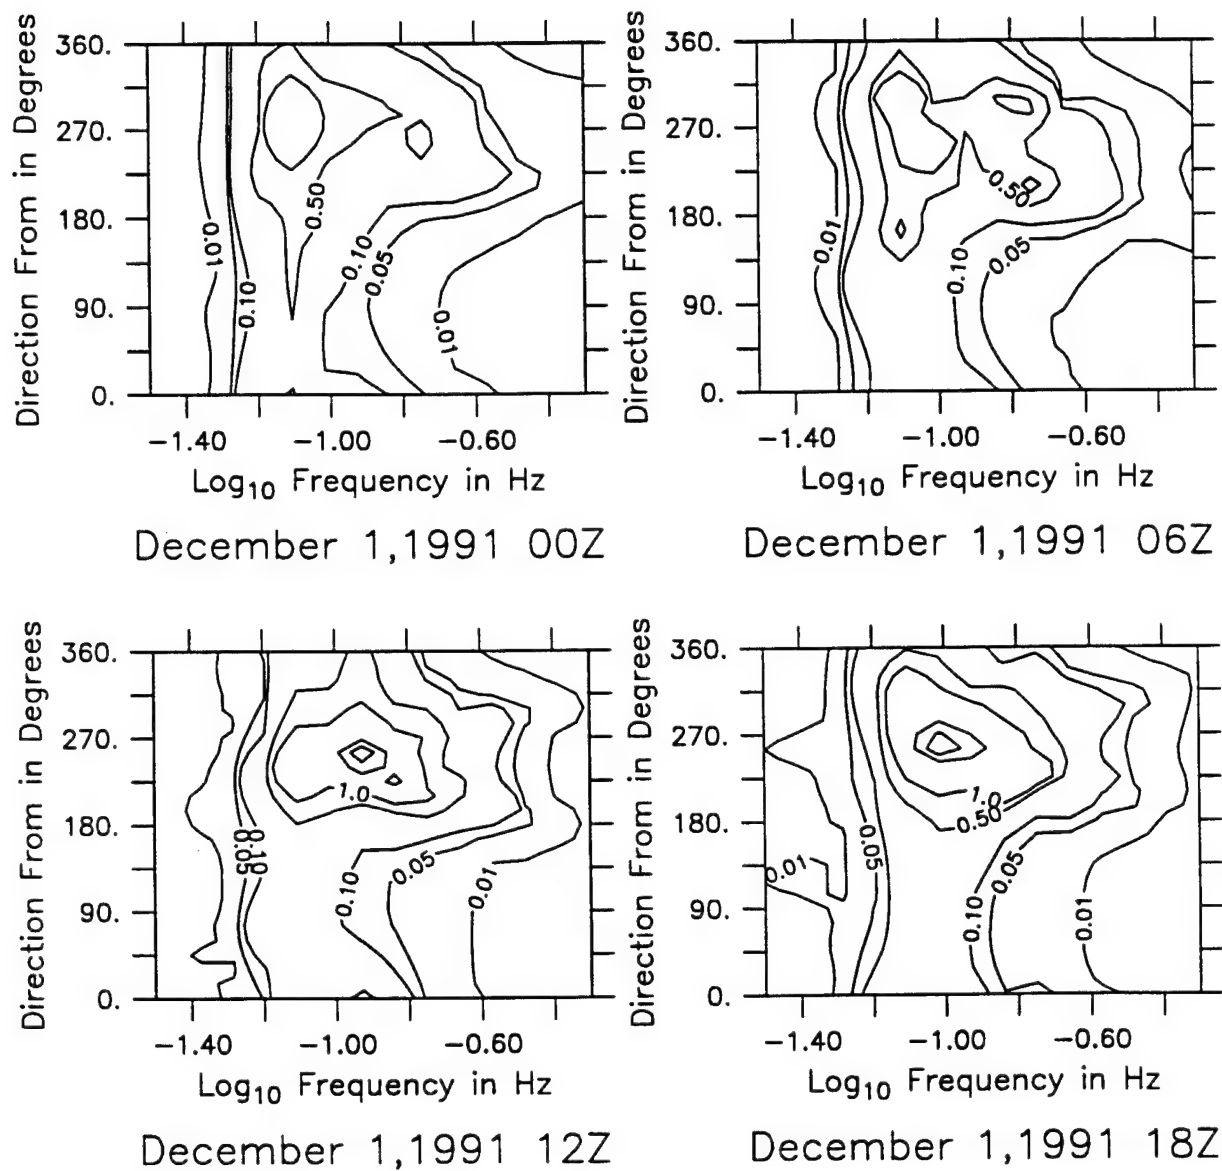 Direction From in Degrees
360.
270.
180.
90.
0.
0.01
0.10
0.50
0.10
0.05
0.01
-1.40 -1.00 -0.60
Log10 Frequency in Hz
December 1,1991 00Z
Direction From in Degrees
360.
270.
180.
90.
0.
0.01
0.50
0.10
0.05
-1.40 -1.00 -0.60
Log10 Frequency in Hz
December 1,1991 06Z
Direction From in Degrees
360.
270.
180.
90.
0.
1.0
0.05
0.10
0.10
0.05
0.01
-1.40 -1.00 -0.60
Log10 Frequency in Hz
December 1,1991 12Z
Direction From in Degrees
360.
270.
180.
90.
0.
1.0
0.50
0.05
0.01
0.10
0.05
0.01
-1.40 -1.00 -0.60
Log10 Frequency in Hz
December 1,1991 18Z